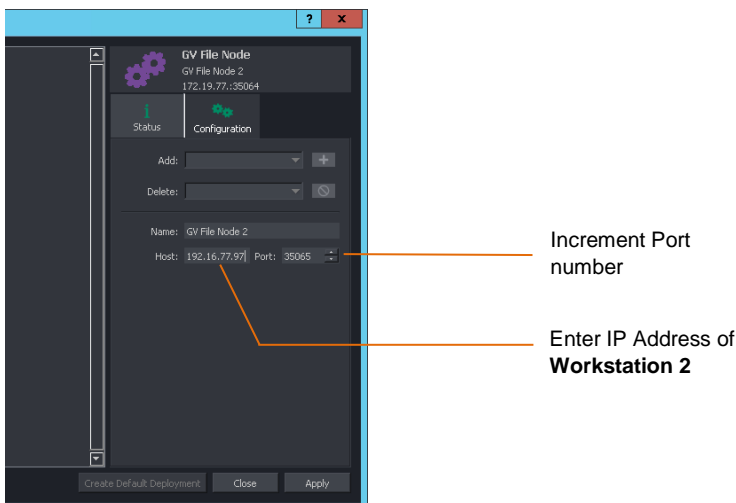 ? x
GV File Node
GV File Node 2
172.19.77.:35064
i
Status
Configuration
Add:
+
Delete:
Name: GV File Node 2
Host: 192.16.77.97 Port: 35065
Increment Port
number
Enter IP Address of
Workstation 2
Create Default Deployment Close Apply